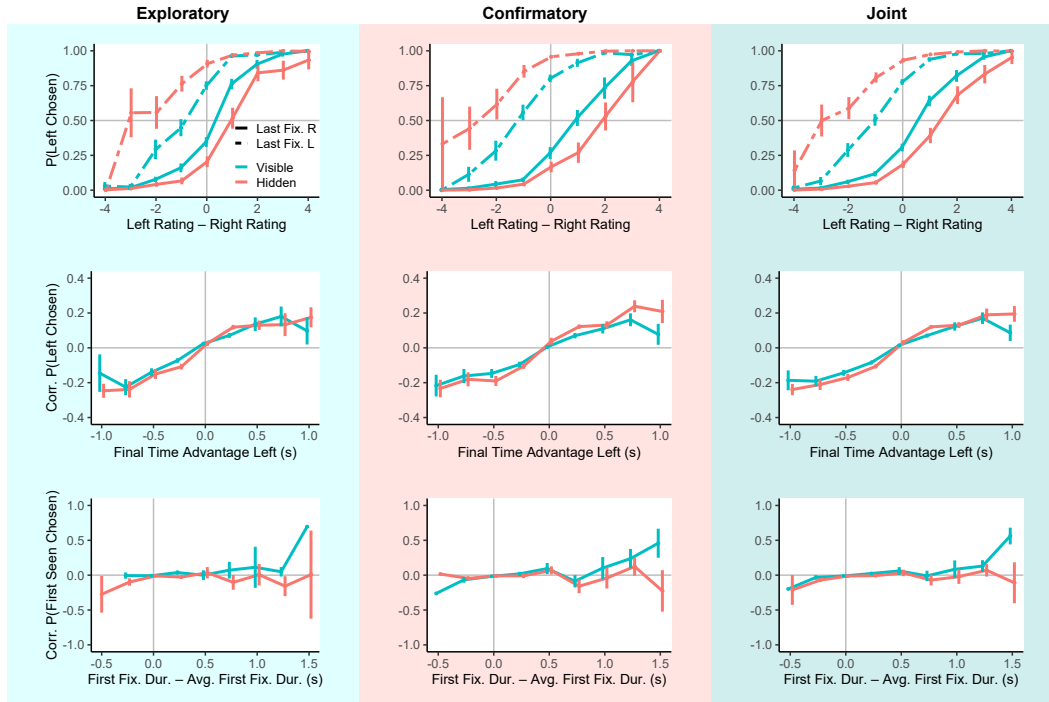 Exploratory Confirmatory Joint
1.00 1.00 1.00
0.75 0.75 0.75
0.50 0.50 0.50
0.25 0.25 0.25
0.00 0.00 0.00
P(Left Chosen)
Last Fix. R
Last Fix. L
Visible
Hidden
-4 -2 0 2 4 -4 -2 0 2 4 -4 -2 0 2 4
Left Rating – Right Rating Left Rating – Right Rating Left Rating – Right Rating
0.4 0.4 0.4
0.2 0.2 0.2
0.0 0.0 0.0
-0.2 -0.2 -0.2
-0.4 -0.4 -0.4
Corr. P(Left Chosen)
-1.0 -0.5 0.0 0.5 1.0 -1.0 -0.5 0.0 0.5 1.0 -1.0 -0.5 0.0 0.5 1.0
Final Time Advantage Left (s) Final Time Advantage Left (s) Final Time Advantage Left (s)
1.0 1.0 1.0
0.5 0.5 0.5
0.0 0.0 0.0
-0.5 -0.5 -0.5
-1.0 -1.0 -1.0
Corr. P(First Seen Chosen)
-0.5 0.0 0.5 1.0 1.5 -0.5 0.0 0.5 1.0 1.5 -0.5 0.0 0.5 1.0 1.5
First Fix. Dur. – Avg. First Fix. Dur. (s) First Fix. Dur. – Avg. First Fix. Dur. (s) First Fix. Dur. – Avg. First Fix. Dur. (s)